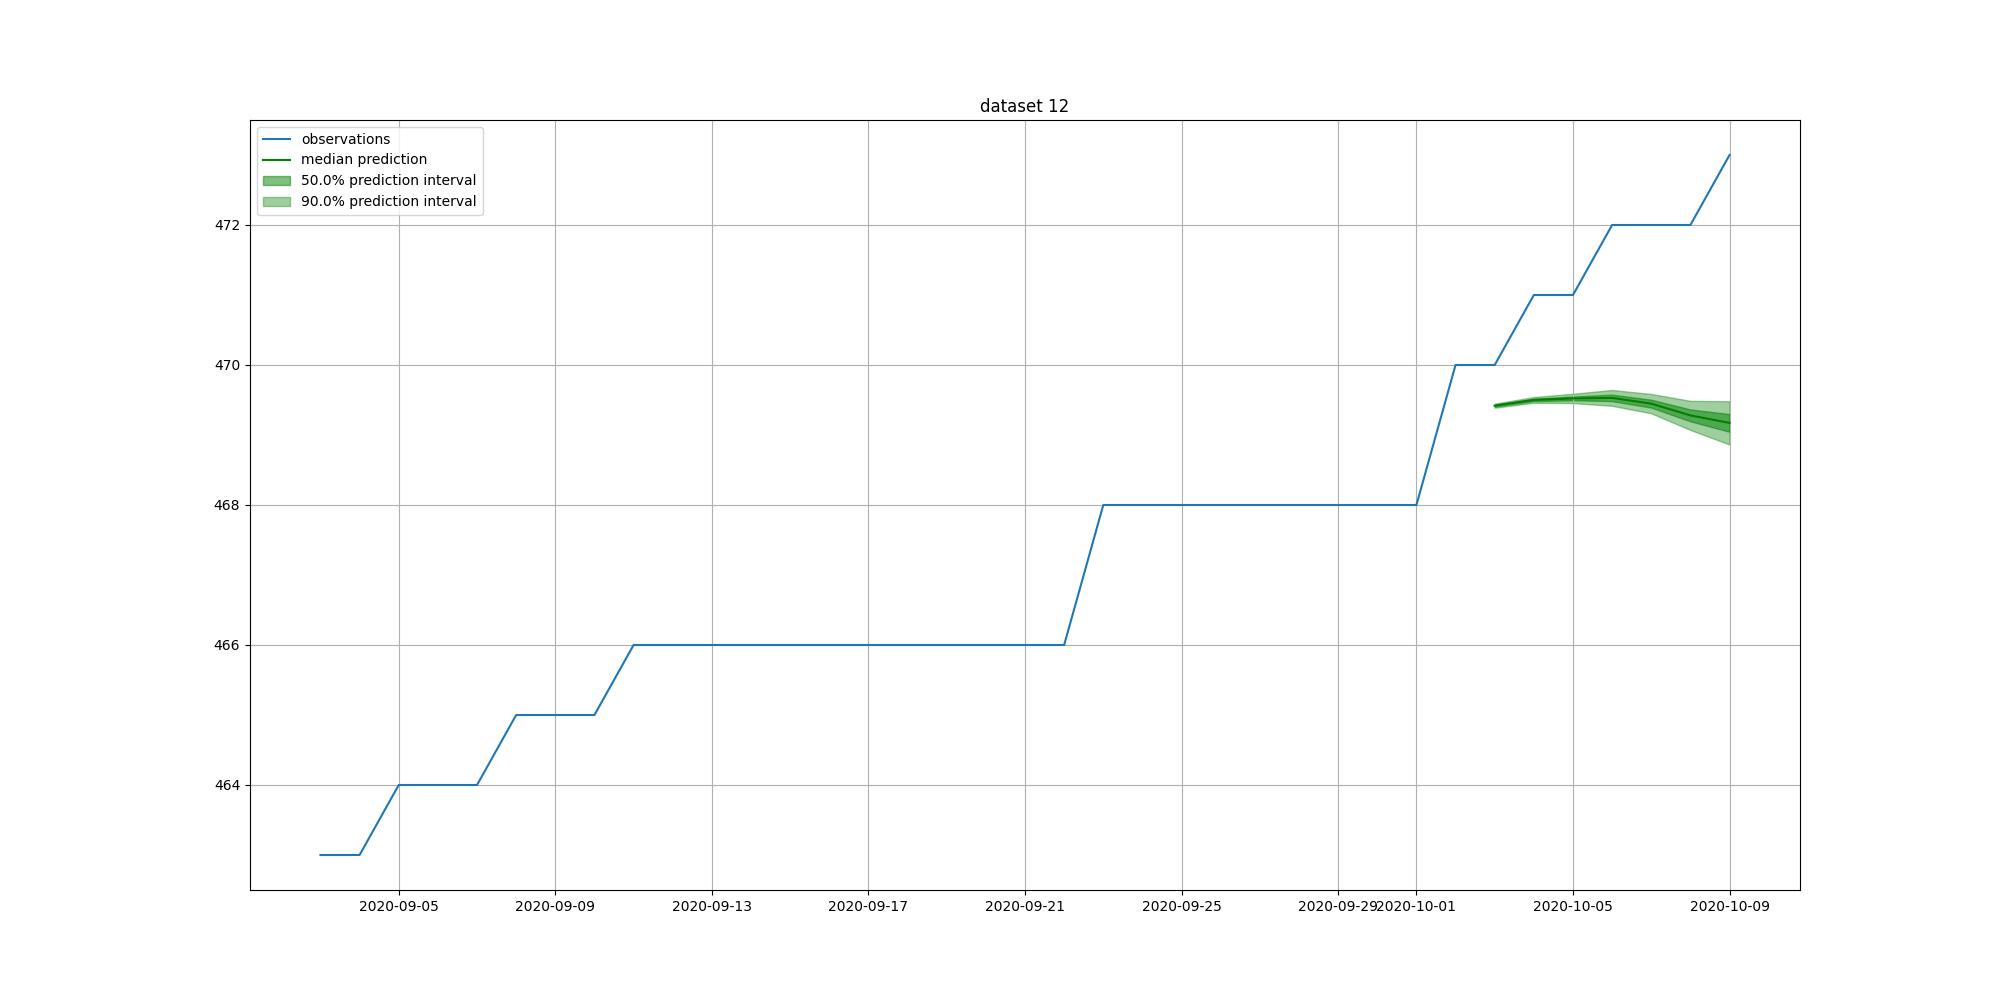 dataset 12
observations
median prediction
50.0% prediction interval
90.0% prediction interval
472
470
468
466
464
2020-09-05 2020-09-09 2020-09-13 2020-09-17 2020-09-21 2020-09-25 2020-09-29 2020-10-01 2020-10-05 2020-10-09